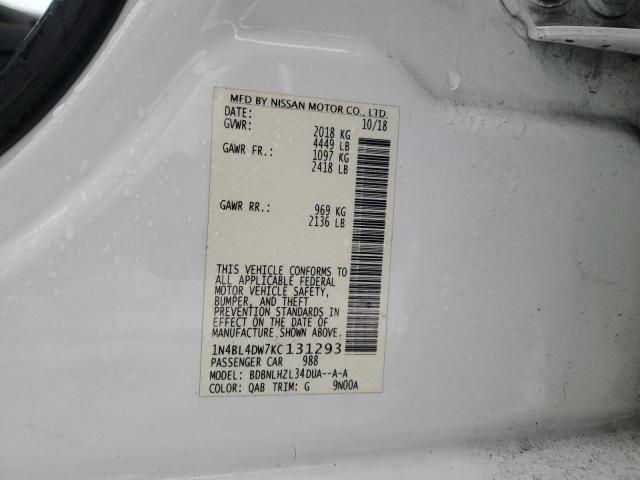 MFD BY NISSAN MOTOR CO., LTD.
DATE: 10/18
GVWR: 2018 KG
4449 LB
GAWR FR.: 1097 KG
2418 LB
GAWR RR.: 969 KG
2136 LB
THIS VEHICLE CONFORMS TO
ALL APPLICABLE FEDERAL
MOTOR VEHICLE SAFETY,
BUMPER, AND THEFT
PREVENTION STANDARDS IN
EFFECT ON THE DATE OF
MANUFACTURE SHOWN ABOVE.
1N4BL4DW7KC131293
PASSENGER CAR 988
MODEL: BDBNLHZL34DUA--A-A
COLOR: QAB TRIM: G 9N00A